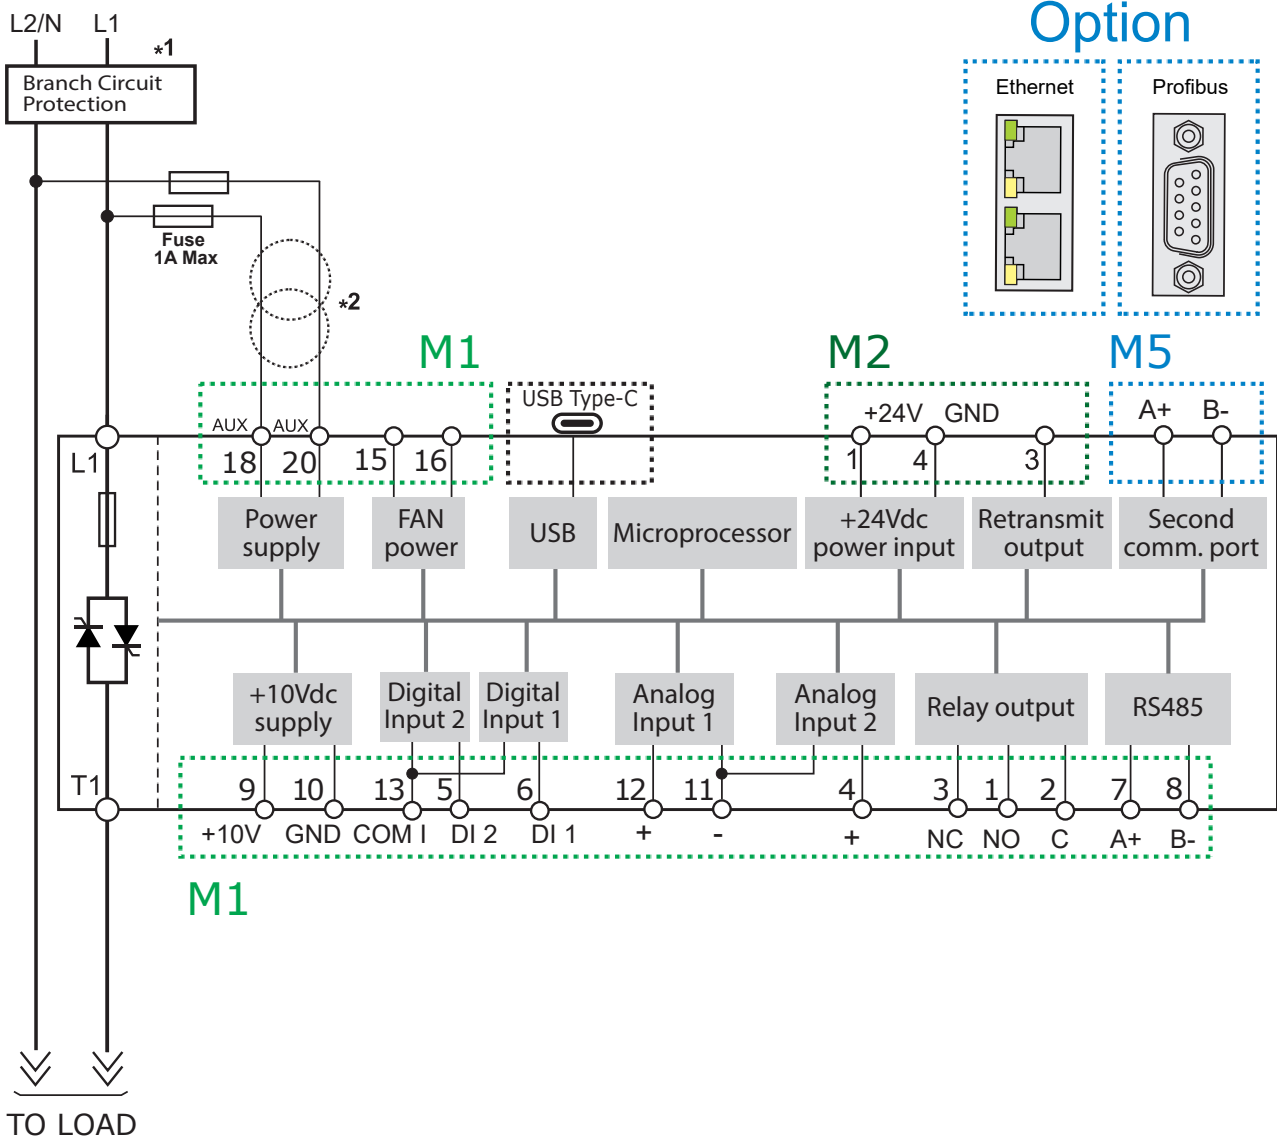 Option
L2/N L1
*1
Branch Circuit
Protection
Ethernet Profibus
Fuse
1A Max
*2
M1 M2 M5
USB Type-C
AUX AUX +24V GND A+ B-
L1 18 20 15 16 1 4 3
Power
supply
FAN
power
USB
Microprocessor
+24Vdc
power input
Retransmit
output
Second
comm. port
+10Vdc
supply
Digital
Input 2
Digital
Input 1
Analog
Input 1
Analog
Input 2
Relay output
RS485
T1 9 10 13 5 6 12 11 4 3 1 2 7 8
+10V GND COM I DI 2 DI 1 + - + NC NO C A+ B-
M1
TO LOAD